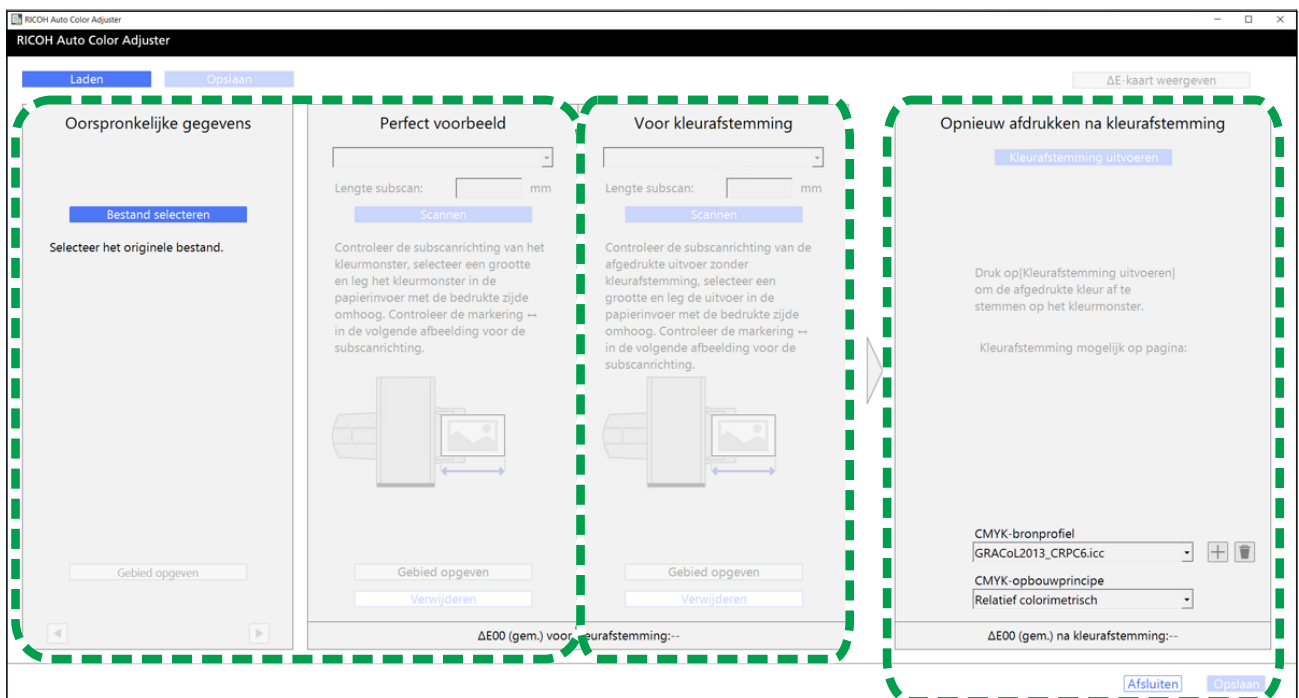 RICOH Auto Color Adjuster
RICOH Auto Color Adjuster
Laden
Opslaan
ΔE-kaart weergeven
Oorspronkelijke gegevens
Bestand selecteren
Selecteer het originele bestand.
Gebied opgeven
Perfect voorbeeld
Lengte subscan:
mm
Scannen
Controleer de subscanrichting van het
kleurmonster, selecteer een grootte
en leg het kleurmonster in de
papierinvoer met de bedrukte zijde
omhoog. Controleer de markering ↔
in de volgende afbeelding voor de
subscanrichting.
Gebied opgeven
Verwijderen
Voor kleurafstemming
Lengte subscan:
mm
Scannen
Controleer de subscanrichting van de
afgedrukte uitvoer zonder
kleurafstemming, selecteer een
grootte en leg de uitvoer in de
papierinvoer met de bedrukte zijde
omhoog. Controleer de markering ↔
in de volgende afbeelding voor de
subscanrichting.
Gebied opgeven
Verwijderen
ΔE00 (gem.) voor eurafstemming:--
Opnieuw afdrukken na kleurafstemming
Kleurafstemming uitvoeren
Druk op[Kleurafstemming uitvoeren]
om de afgedrukte kleur af te
stemmen op het kleurmonster.
Kleurafstemming mogelijk op pagina:
CMYK-bronprofiel
GRACoL2013_CRPC6.icc
CMYK-opbouwprincipe
Relatief colorimetrisch
ΔE00 (gem.) na kleurafstemming:--
Afsluiten
Opslaan